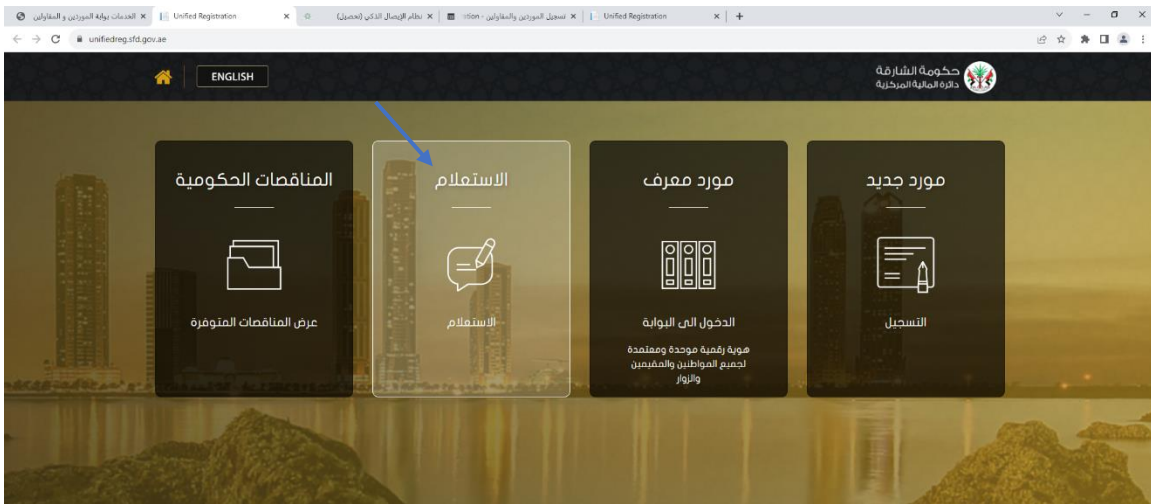 الخدمات بوابة الموردين و المقاولين
Unified Registration
نظام الإيصال الذكي (تحصيل)
تسجيل الموردين والمقاولين - stion
Unified Registration
unifiedreg.sfd.gov.ae
ENGLISH
حكومة الشارقة
دائرة المالية المركزية
مورد جديد
التسجيل
مورد معرف
الدخول الى البوابة
هوية رقمية موحدة ومعتمدة
لجميع المواطنين والمقيمين
والزوار
الاستعلام
الاستعلام
المناقصات الحكومية
عرض المناقصات المتوفرة